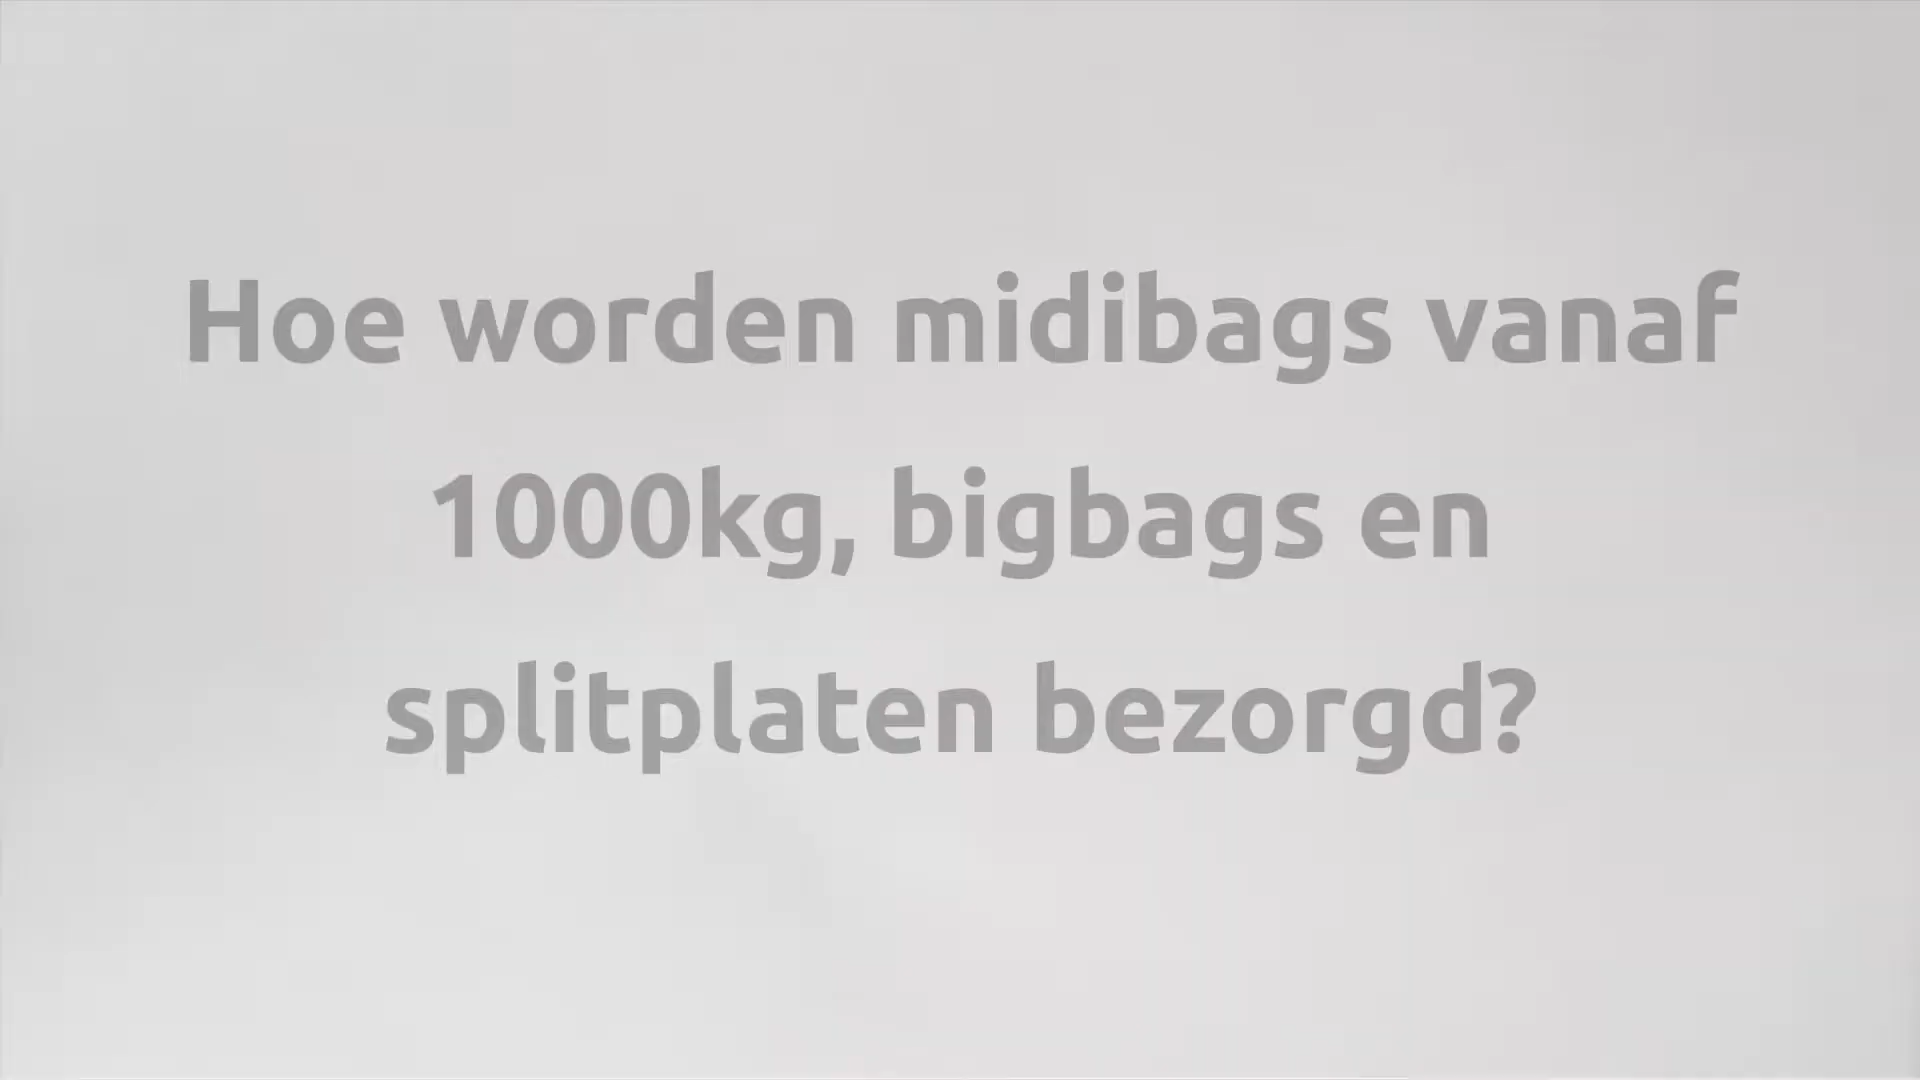 Hoe worden midibags vanaf
1000kg, bigbags en
splitplaten bezorgd?